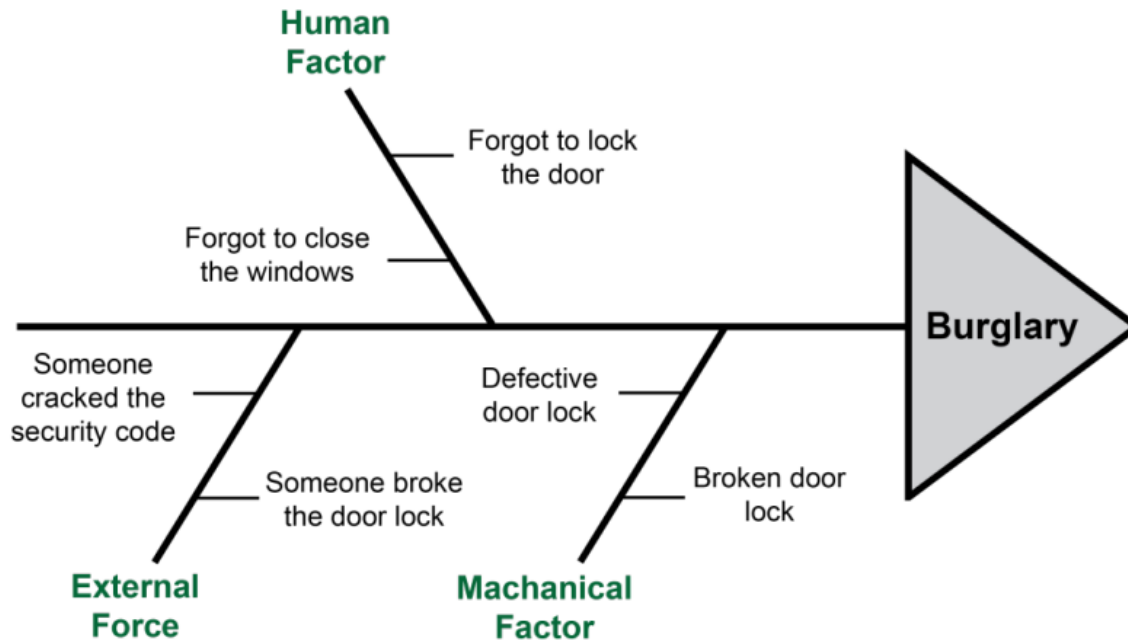 Human
Factor
Forgot to lock
the door
Forgot to close
the windows
Burglary
Someone
cracked the
security code
Someone broke
the door lock
External
Force
Defective
door lock
Broken door
lock
Machanical
Factor